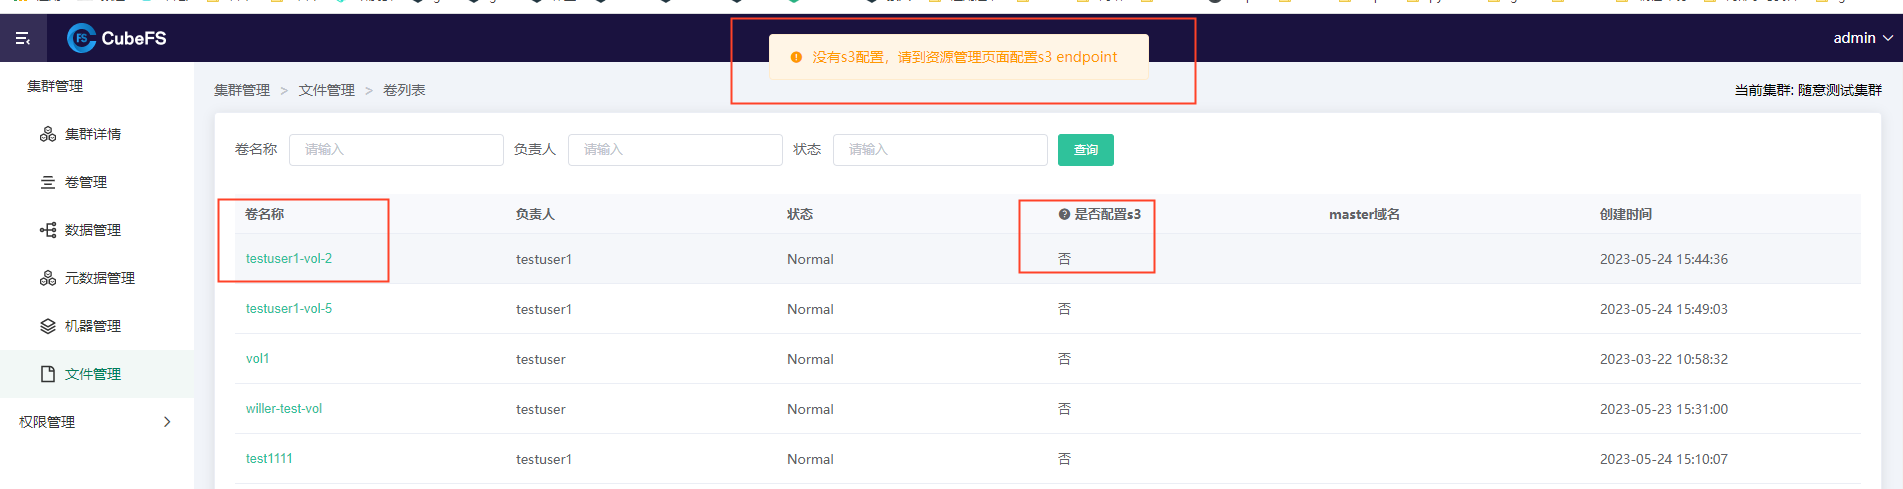 CubeFS
没有s3配置，请到资源管理页面配置s3 endpoint
admin
集群管理
集群管理 > 文件管理 > 卷列表
当前集群: 随意测试集群
集群详情
卷管理
数据管理
元数据管理
机器管理
文件管理
权限管理
卷名称 请输入 负责人 请输入 状态 请输入 查询
卷名称 负责人 状态 是否配置s3 master域名 创建时间
testuser1-vol-2 testuser1 Normal 否 2023-05-24 15:44:36
testuser1-vol-5 testuser1 Normal 否 2023-05-24 15:49:03
vol1 testuser Normal 否 2023-03-22 10:58:32
willer-test-vol testuser Normal 否 2023-05-23 15:31:00
test1111 testuser1 Normal 否 2023-05-24 15:10:07